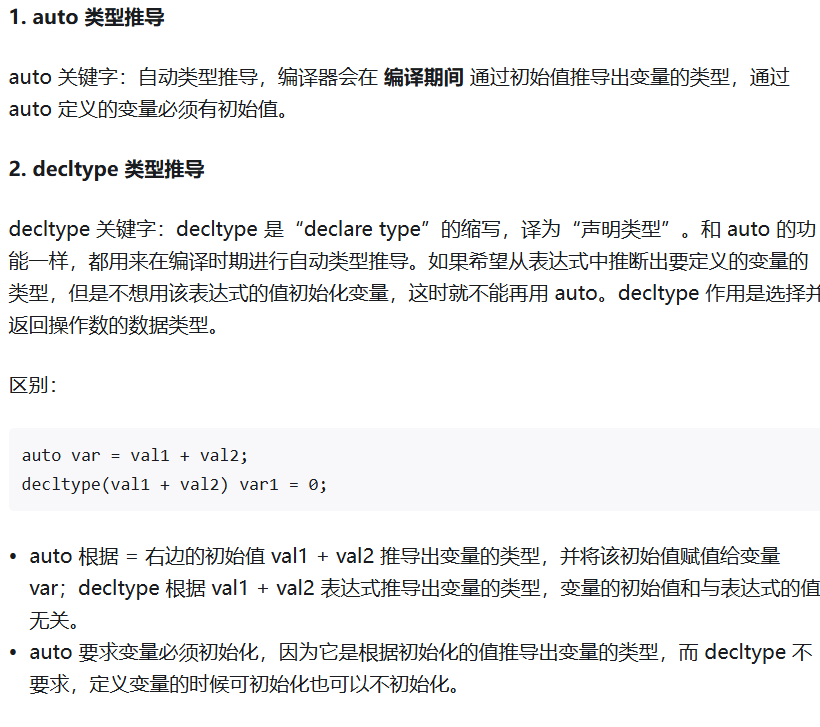 1. auto 类型推导
auto 关键字：自动类型推导，编译器会在 编译期间 通过初始值推导出变量的类型，通过
auto 定义的变量必须有初始值。
2. decltype 类型推导
decltype 关键字：decltype 是“declare type”的缩写，译为“声明类型”。和 auto 的功
能一样，都用来在编译时期进行自动类型推导。如果希望从表达式中推断出要定义的变量的
类型，但是不想用该表达式的值初始化变量，这时就不能再用 auto。decltype 作用是选择并
返回操作数的数据类型。
区别：
auto var = val1 + val2;
decltype(val1 + val2) var1 = 0;
• auto 根据 = 右边的初始值 val1 + val2 推导出变量的类型，并将该初始值赋值给变量
var；decltype 根据 val1 + val2 表达式推导出变量的类型，变量的初始值和与表达式的值
无关。
• auto 要求变量必须初始化，因为它是根据初始化的值推导出变量的类型，而 decltype 不
要求，定义变量的时候可初始化也可以不初始化。